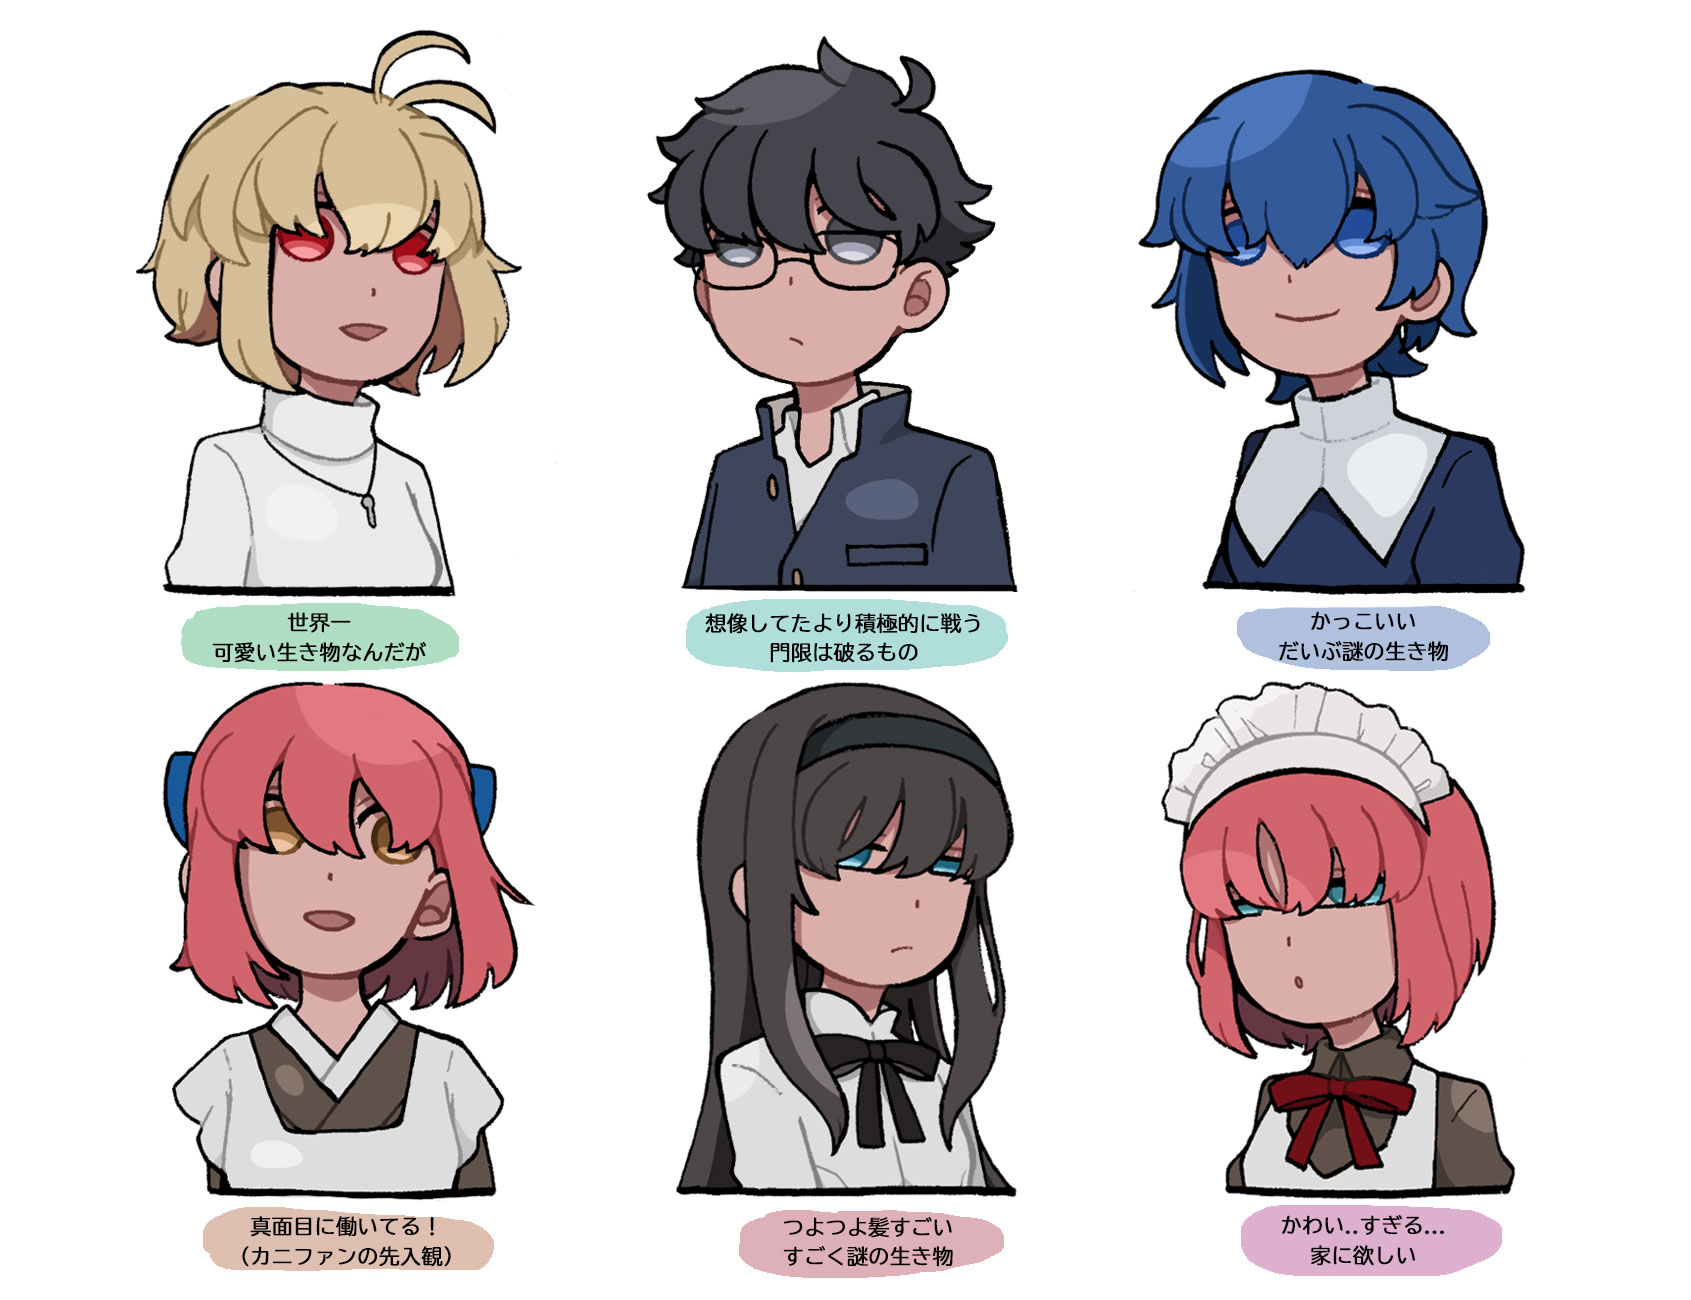 世界一
可愛い生き物なんだが
想像してたより積極的に戦う
門限は破るもの
かっこいい
だいぶ謎の生き物
真面目に働いてる！
（カニファンの先入観）
つよつよ髪すごい
すごく謎の生き物
かわい..すぎる...
家に欲しい